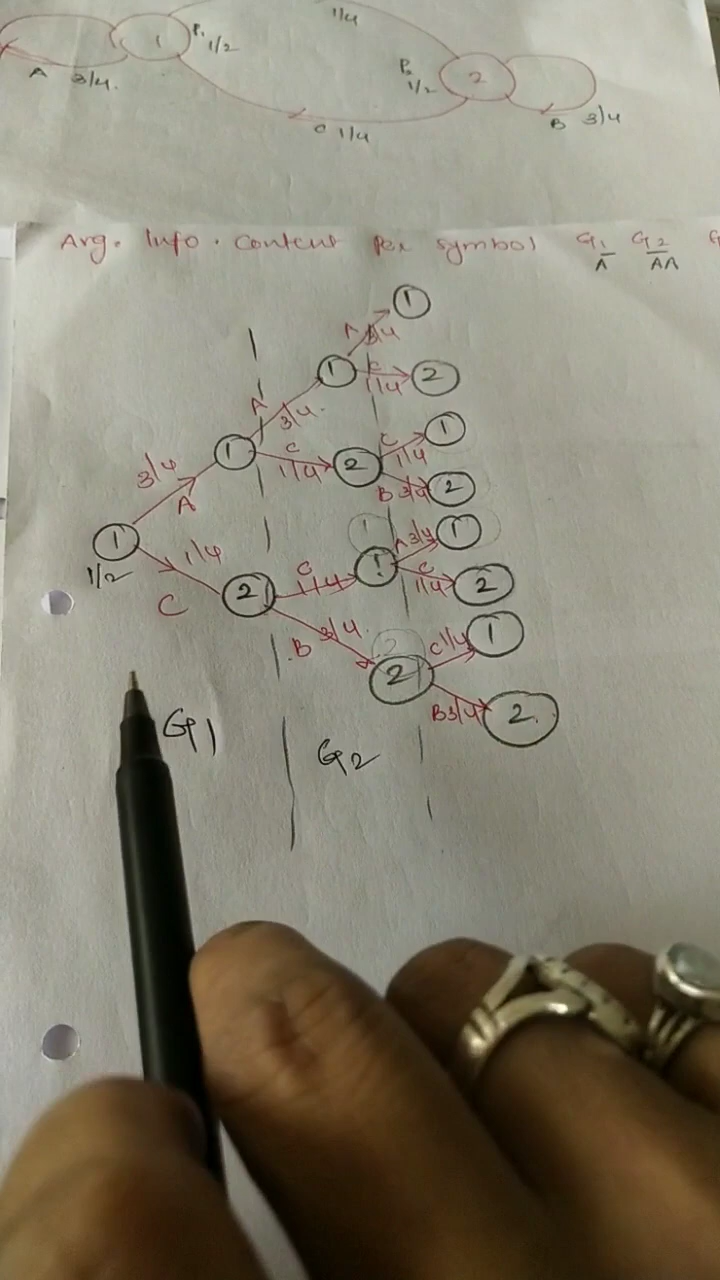 1/4
1 P1 1/2
P2 1/2 2
A 3/4.
B 3/4
C 1/4
Avg. Info. Content Per symbol G1 G2 G
A AA
1
A 3/4
1 C 1/4 2
A 3/4.
1 C 1/4 2 C 1/4 1
B 3/4 2
3/4 A
1 1/2
1/4 C
2 C 1/4 1 A 3/4 1
C 1/4 2
B 3/4. 2 C 1/4 1
B 3/4 2.
G1 G2